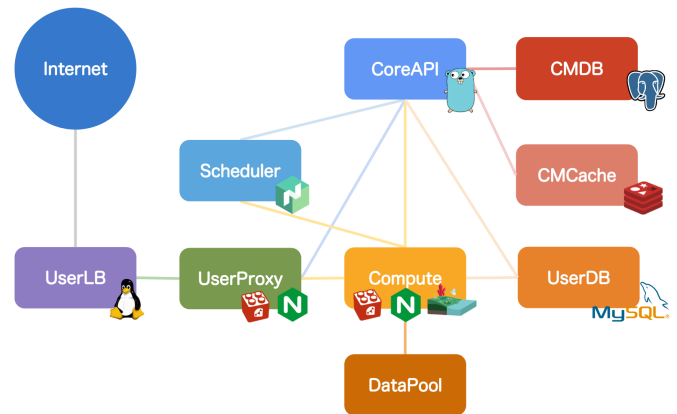 Internet
CoreAPI
CMDB
Scheduler
CMCache
UserLB
UserProxy
Compute
UserDB
N
N
MySQL®
DataPool